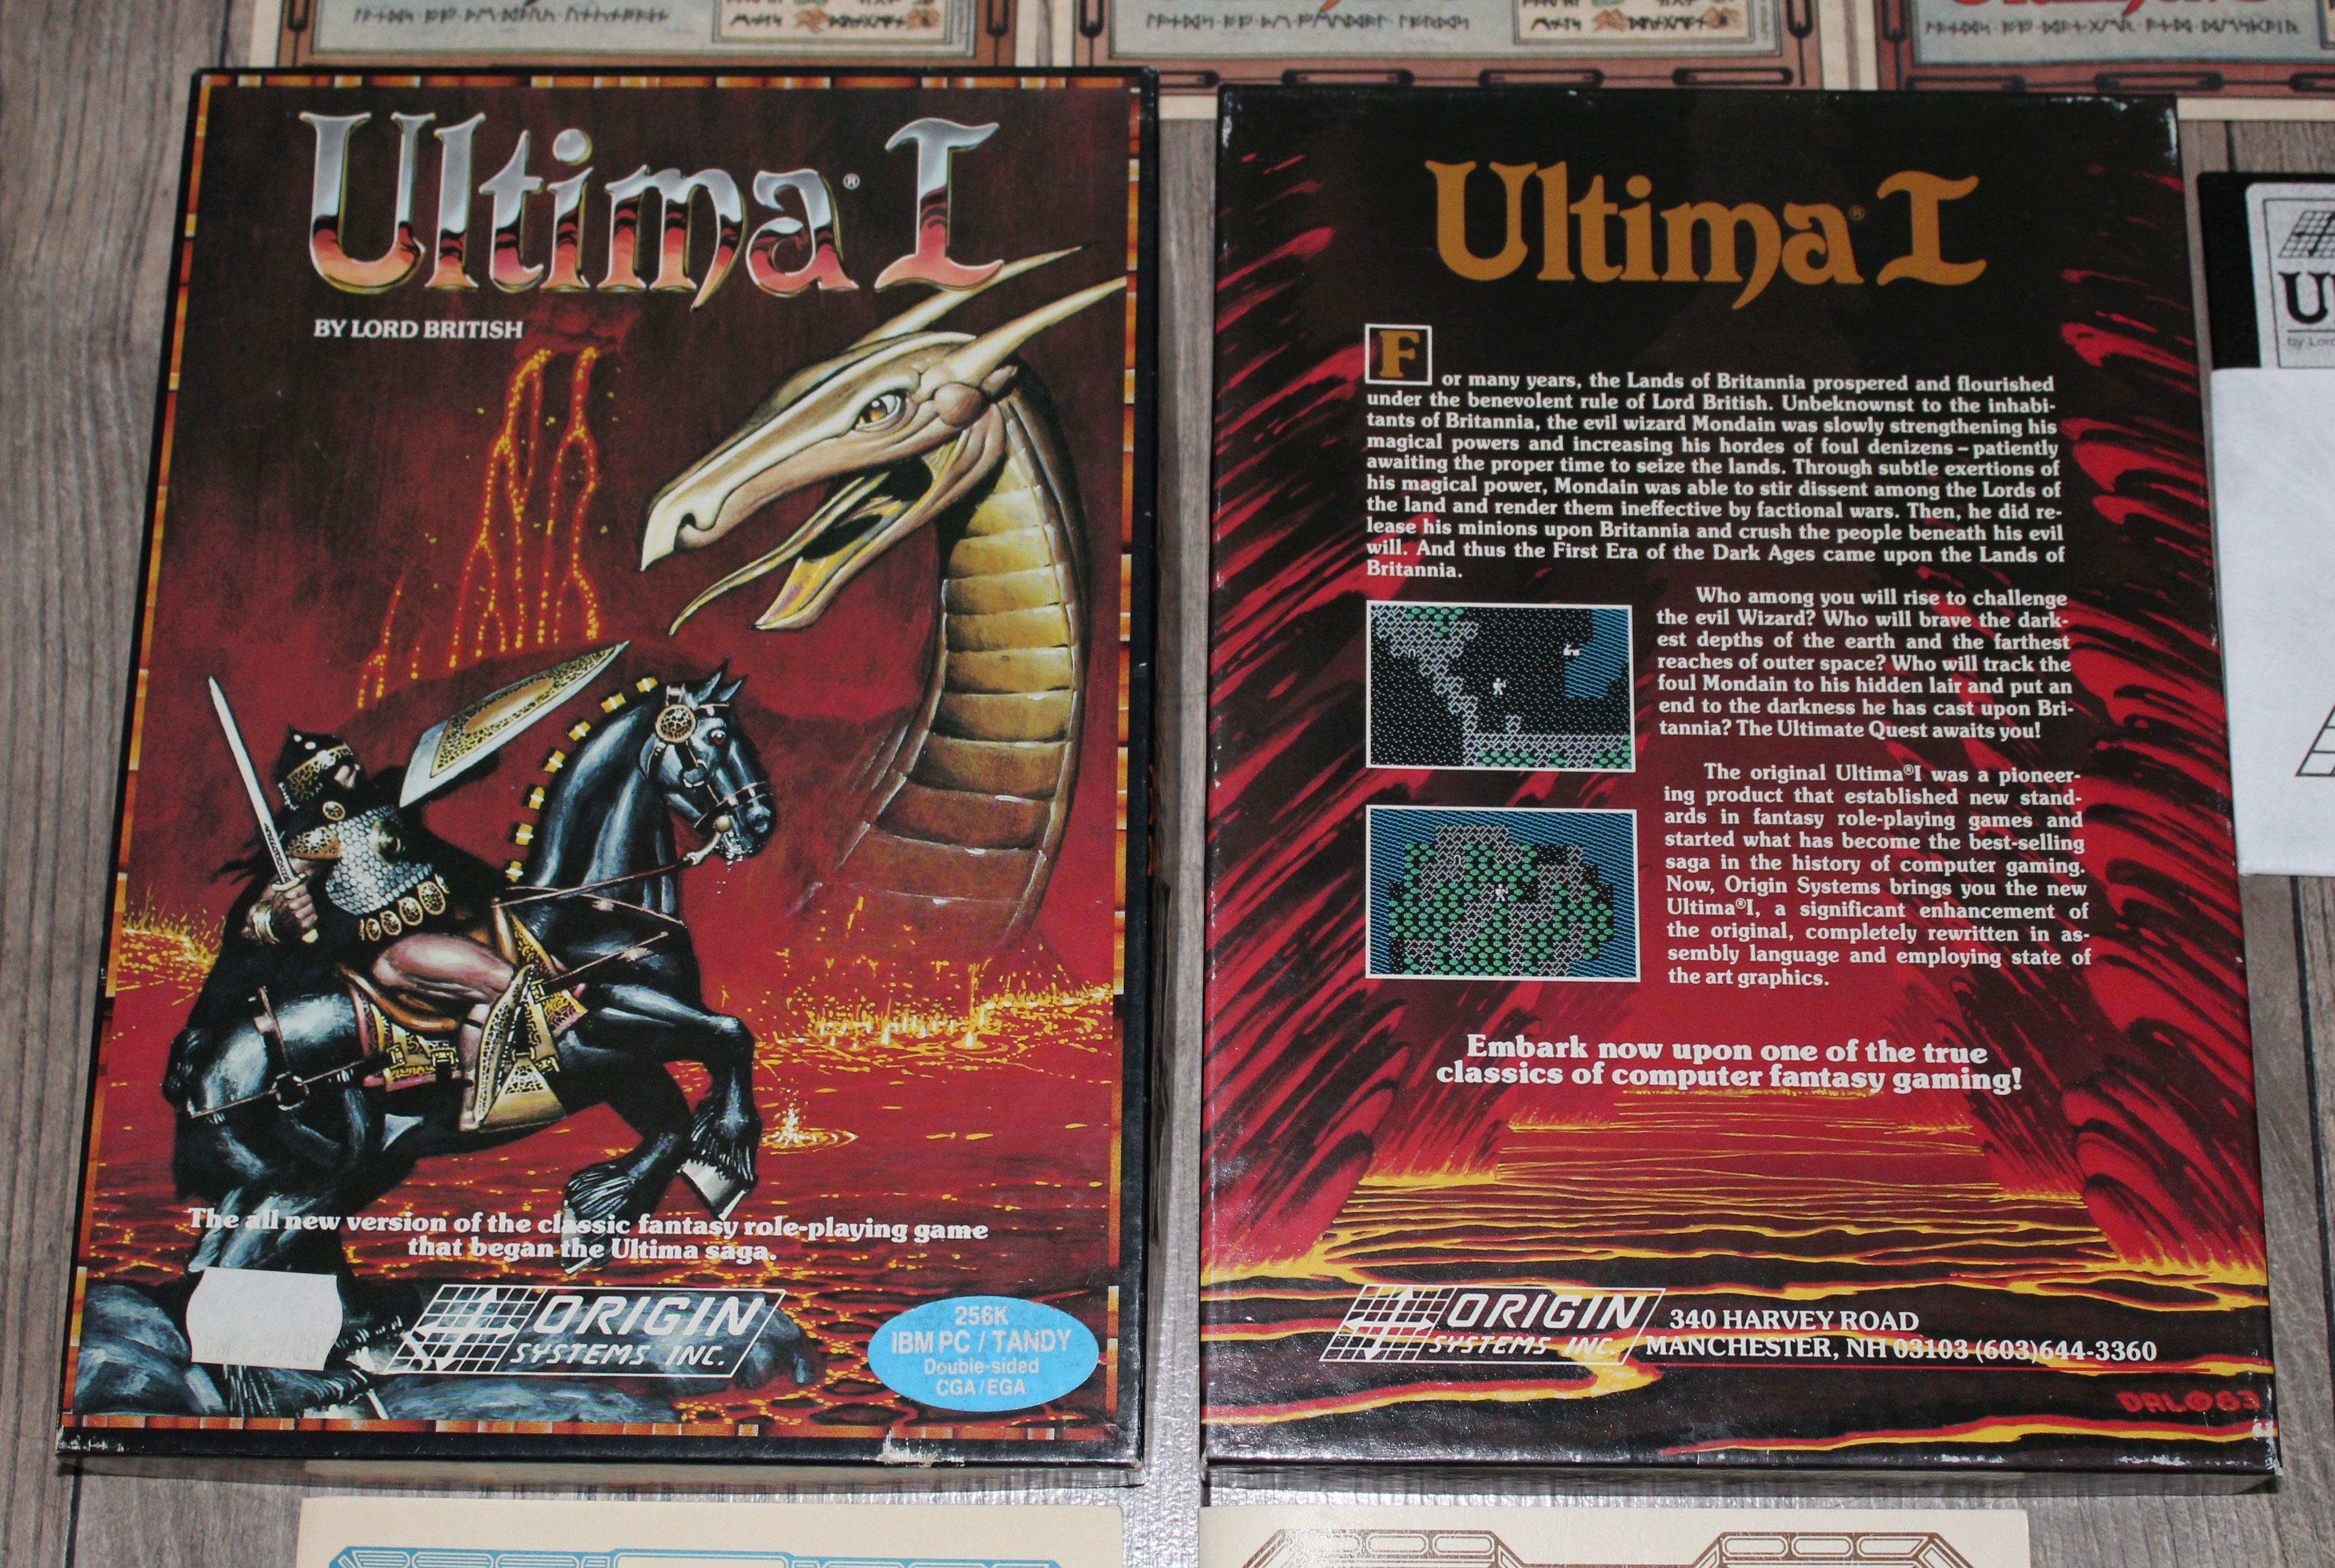 Ultima® I
BY LORD BRITISH
The all new version of the classic fantasy role-playing game
that began the Ultima saga.
ORIGIN
SYSTEMS INC.
256K
IBM PC / TANDY
Double-sided
CGA/EGA
Ultima® I
For many years, the Lands of Britannia prospered and flourished
under the benevolent rule of Lord British. Unbeknownst to the inhabi-
tants of Britannia, the evil wizard Mondain was slowly strengthening his
magical powers and increasing his hordes of foul denizens – patiently
awaiting the proper time to seize the lands. Through subtle exertions of
his magical power, Mondain was able to stir dissent among the Lords of
the land and render them ineffective by factional wars. Then, he did re-
lease his minions upon Britannia and crush the people beneath his evil
will. And thus the First Era of the Dark Ages came upon the Lands of
Britannia.
Who among you will rise to challenge
the evil Wizard? Who will brave the dark-
est depths of the earth and the farthest
reaches of outer space? Who will track the
foul Mondain to his hidden lair and put an
end to the darkness he has cast upon Bri-
tannia? The Ultimate Quest awaits you!
The original Ultima®I was a pioneer-
ing product that established new stand-
ards in fantasy role-playing games and
started what has become the best-selling
saga in the history of computer gaming.
Now, Origin Systems brings you the new
Ultima®I, a significant enhancement of
the original, completely rewritten in as-
sembly language and employing state of
the art graphics.
Embark now upon one of the true
classics of computer fantasy gaming!
ORIGIN
SYSTEMS INC.
340 HARVEY ROAD
MANCHESTER, NH 03103 (603)644-3360
DRL©83